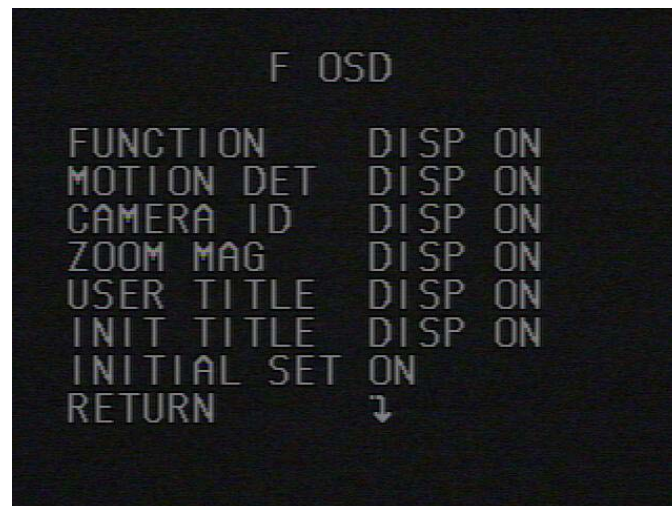 F OSD
FUNCTION DISP ON
MOTION DET DISP ON
CAMERA ID DISP ON
ZOOM MAG DISP ON
USER TITLE DISP ON
INIT TITLE DISP ON
INITIAL SET ON
RETURN ↴